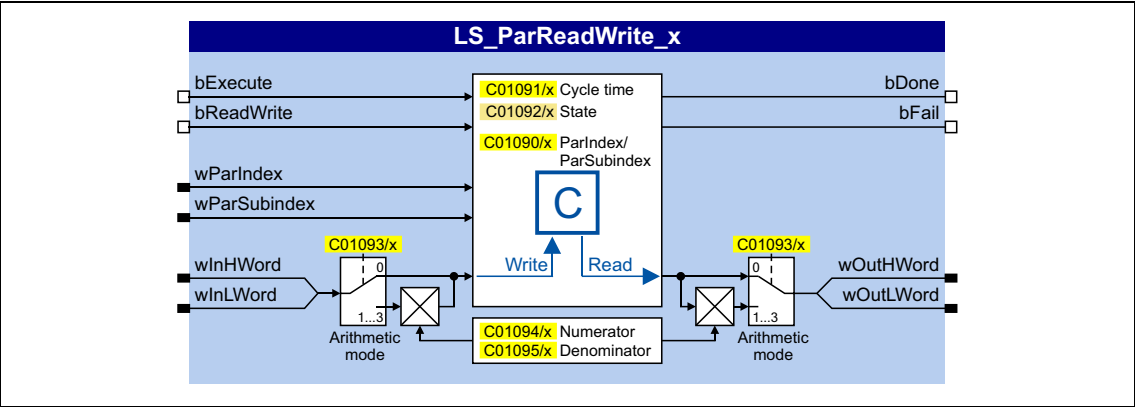 LS_ParReadWrite_x
bExecute
bReadWrite
wParIndex
wParSubindex
wInHWord
wInLWord
C01093/x
0
1...3
Arithmetic
mode
C01091/x Cycle time
C01092/x State
C01090/x ParIndex/
ParSubindex
C
Write
Read
C01094/x Numerator
C01095/x Denominator
C01093/x
0
1...3
Arithmetic
mode
bDone
bFail
wOutHWord
wOutLWord